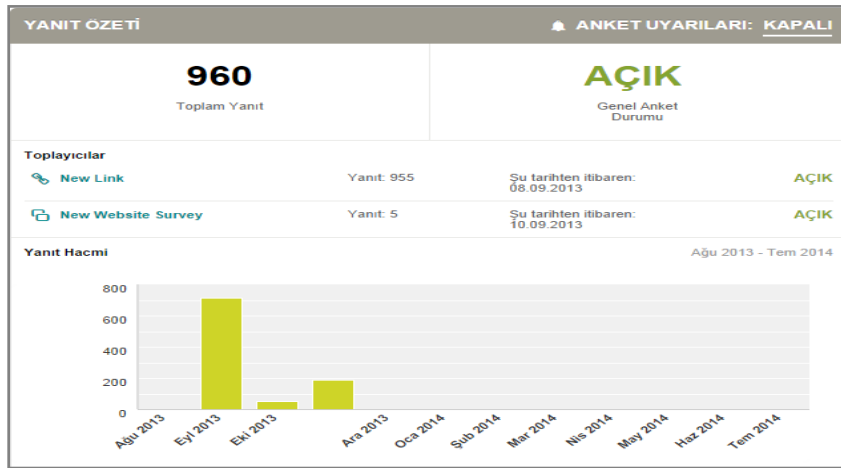 YANIT ÖZETİ
ANKET UYARILARI: KAPALI
960
Toplam Yanıt
AÇIK
Genel Anket
Durumu
Toplayıcılar
New Link
Yanıt: 955
Şu tarihten itibaren:
08.09.2013
AÇIK
New Website Survey
Yanıt: 5
Şu tarihten itibaren:
10.09.2013
AÇIK
Yanıt Hacmi
Ağu 2013 - Tem 2014
800
600
400
200
0
Ağu 2013
Eyl 2013
Eki 2013
Ara 2013
Oca 2014
Şub 2014
Mar 2014
Nis 2014
May 2014
Haz 2014
Tem 2014